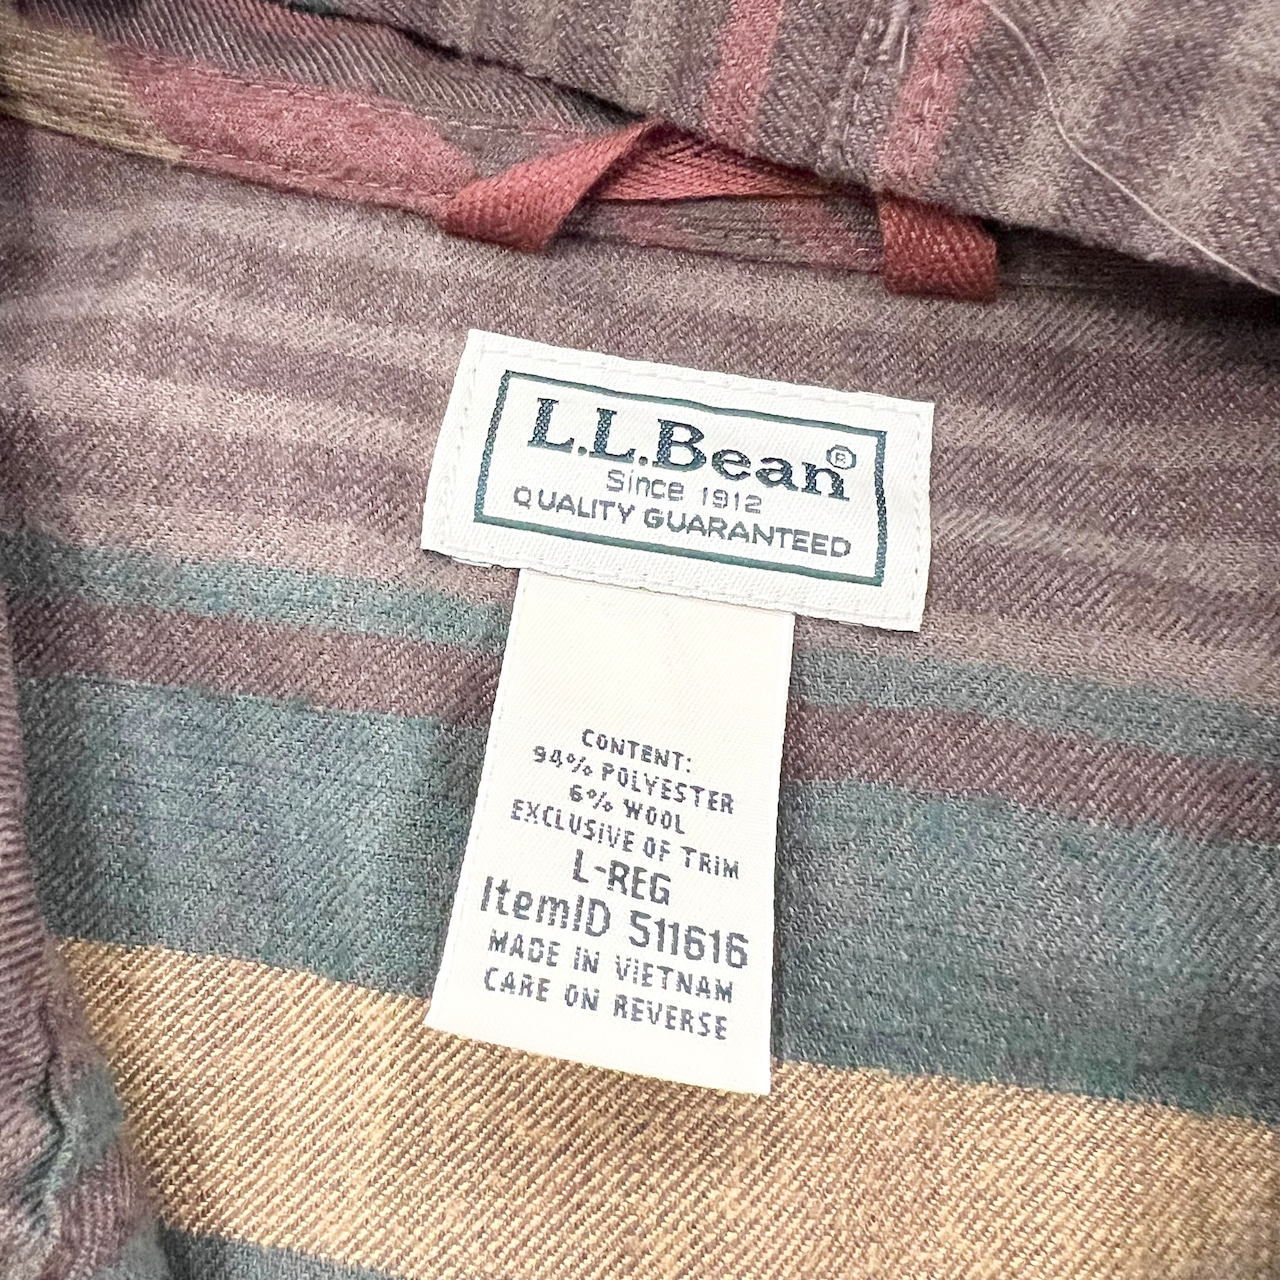 L.L.Bean®
Since 1912
QUALITY GUARANTEED
CONTENT:
94% POLYESTER
6% WOOL
EXCLUSIVE OF TRIM
L-REG
ItemID 511616
MADE IN VIETNAM
CARE ON REVERSE